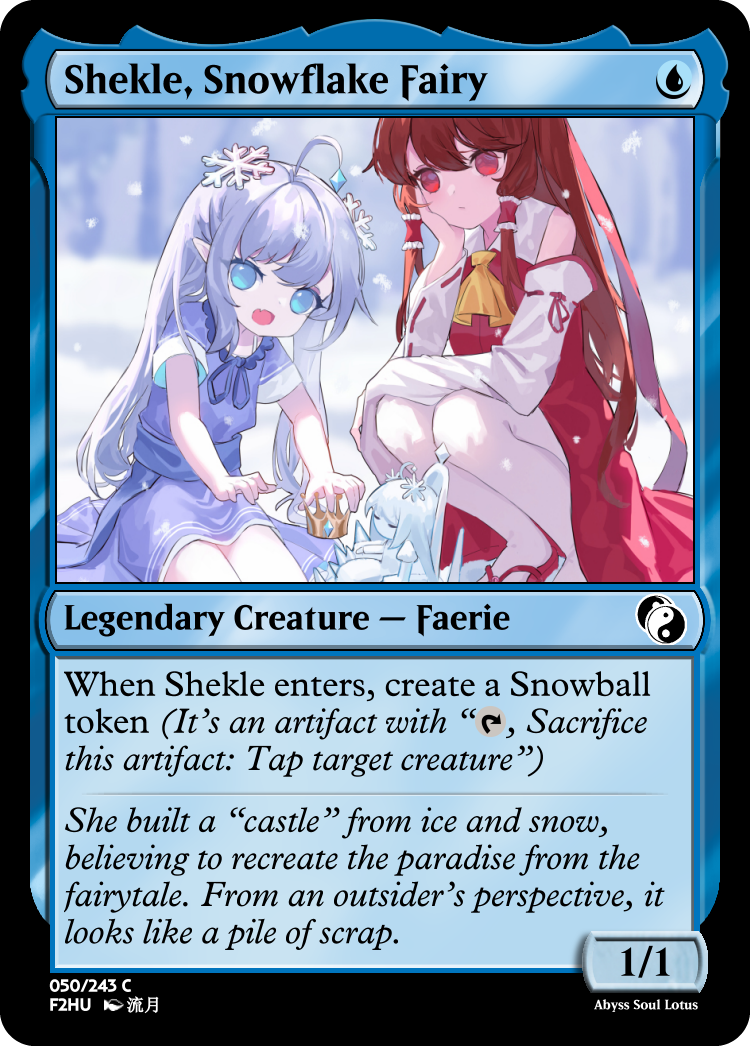 Shekle, Snowflake Fairy
Legendary Creature — Faerie
When Shekle enters, create a Snowball
token (It's an artifact with “, Sacrifice
this artifact: Tap target creature”)
She built a “castle” from ice and snow,
believing to recreate the paradise from the
fairytale. From an outsider's perspective, it
looks like a pile of scrap.
1/1
050/243 C
F2HU 流月
Abyss Soul Lotus